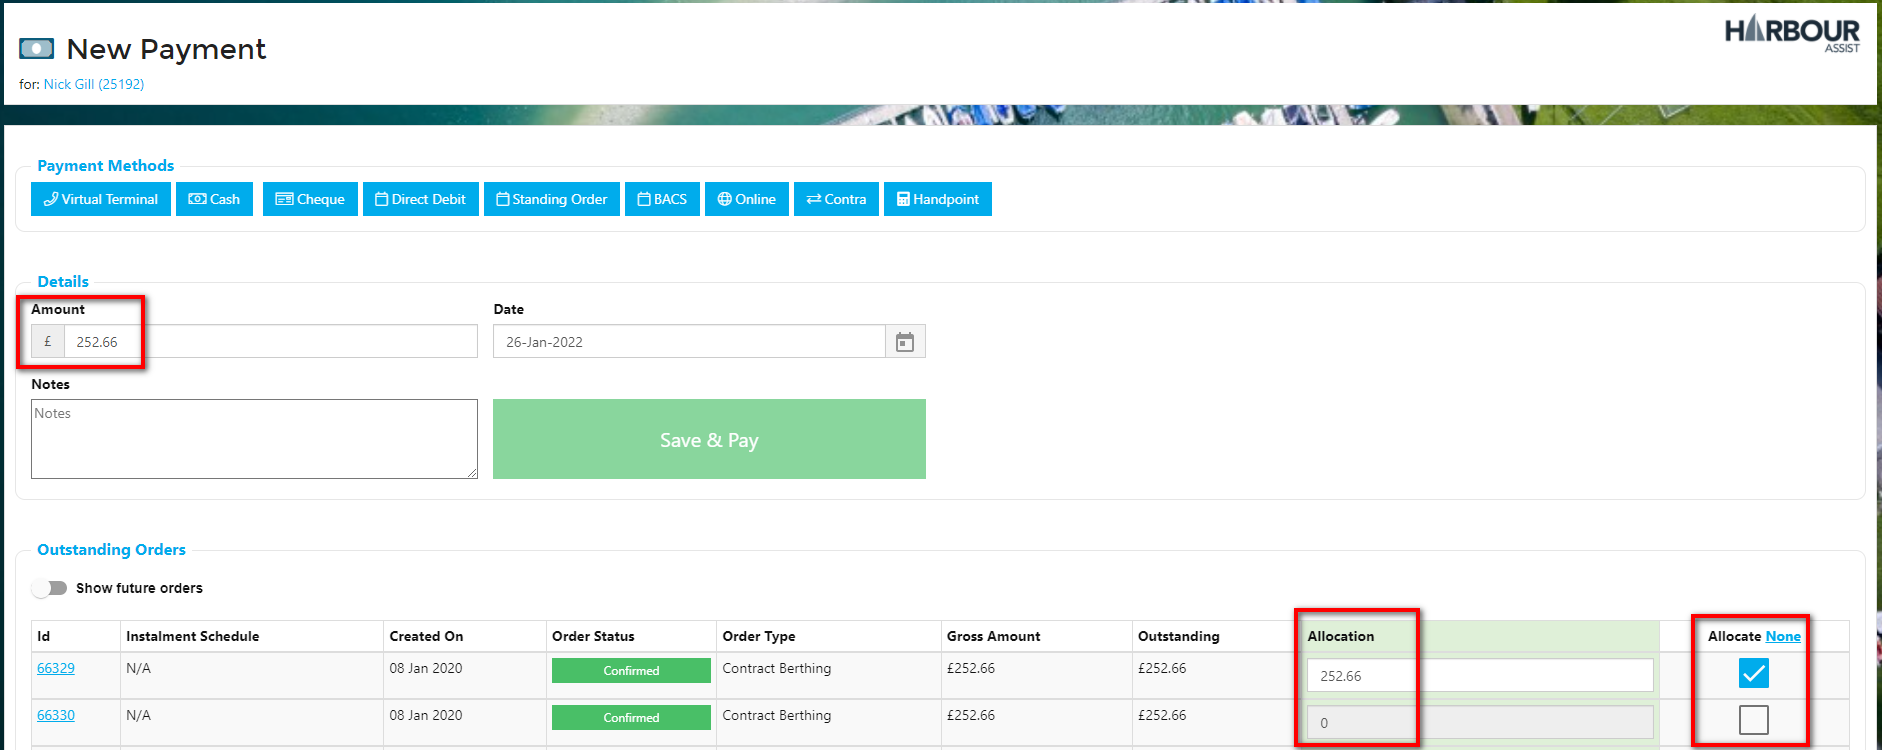 New Payment
HARBOUR
ASSIST
for: Nick Gill (25192)
Payment Methods
Virtual Terminal Cash Cheque Direct Debit Standing Order BACS Online Contra Handpoint
Details
Amount Date
£ 252.66 26-Jan-2022
Notes
Notes
Save & Pay
Outstanding Orders
Show future orders
Id Instalment Schedule Created On Order Status Order Type Gross Amount Outstanding Allocation Allocate None
66329 N/A 08 Jan 2020 Confirmed Contract Berthing £252.66 £252.66 252.66
66330 N/A 08 Jan 2020 Confirmed Contract Berthing £252.66 £252.66 0